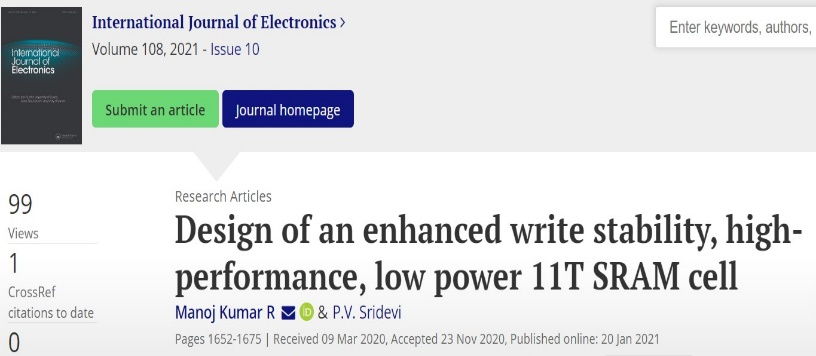 International Journal of Electronics >
Volume 108, 2021 - Issue 10
Enter keywords, authors,
International
Journal of
Electronics
Submit an article
Journal homepage
99
Views
1
CrossRef
citations to date
0
Research Articles
Design of an enhanced write stability, high-
performance, low power 11T SRAM cell
Manoj Kumar R iD & P.V. Sridevi
Pages 1652-1675 | Received 09 Mar 2020, Accepted 23 Nov 2020, Published online: 20 Jan 2021